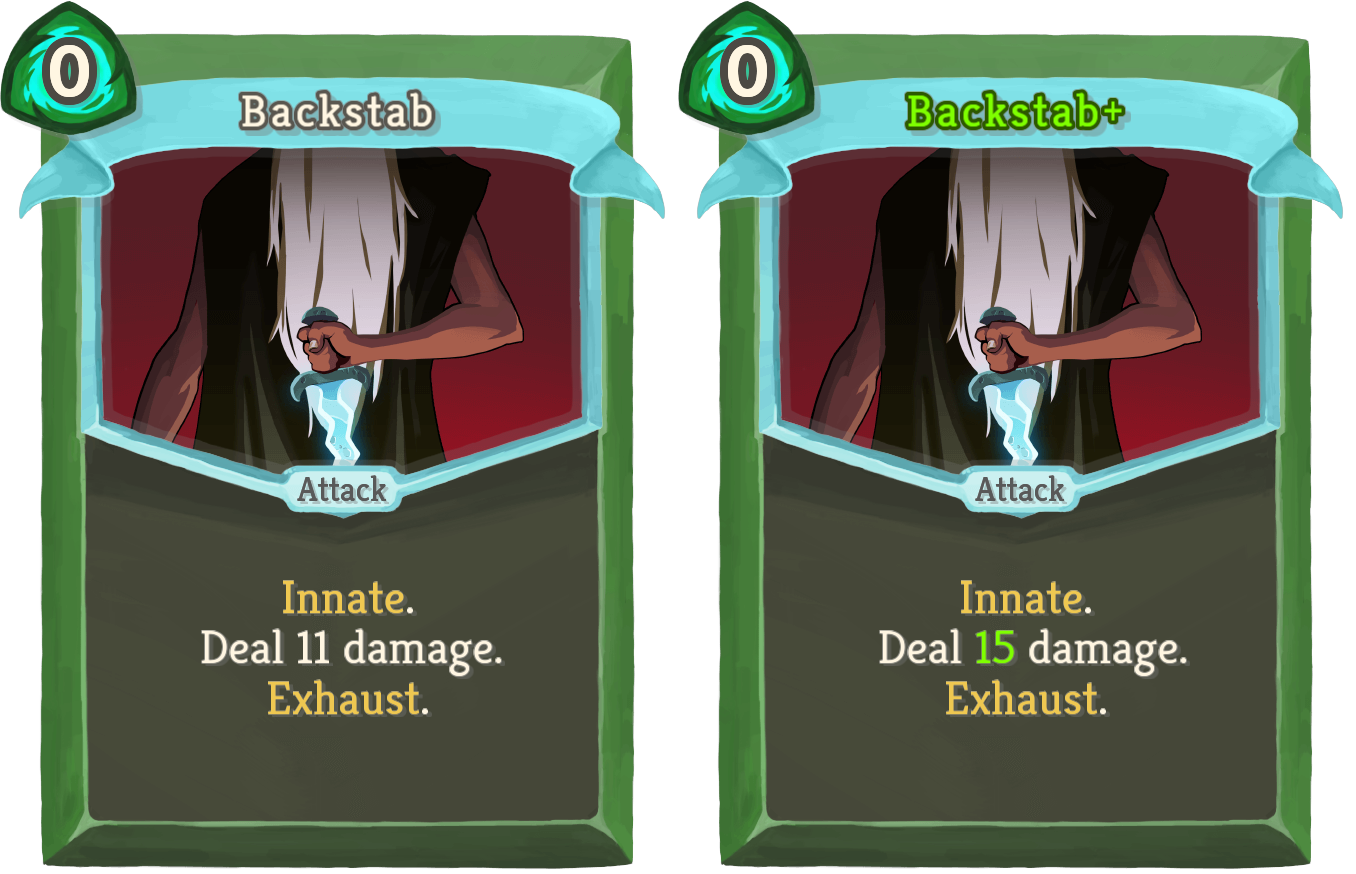 0
Backstab
Attack
Innate.
Deal 11 damage.
Exhaust.
0
Backstab+
Attack
Innate.
Deal 15 damage.
Exhaust.